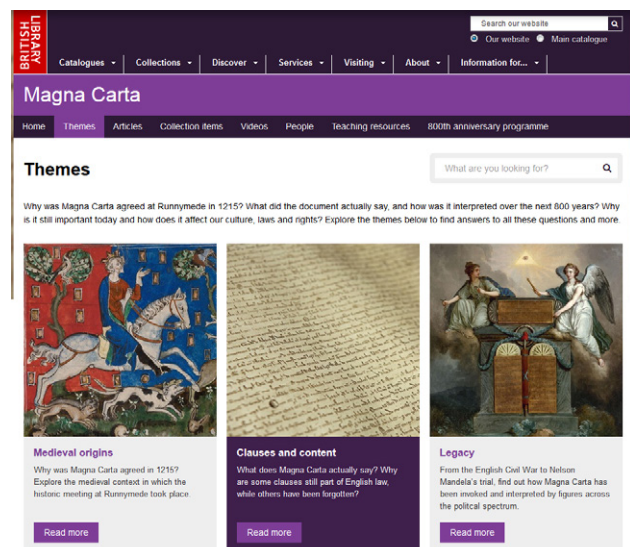 BRITISH
LIBRARY
Search our website
Our website Main catalogue
Catalogues Collections Discover Services Visiting About Information for...
Magna Carta
Home Themes Articles Collection items Videos People Teaching resources 800th anniversary programme
Themes
What are you looking for?
Why was Magna Carta agreed at Runnymede in 1215? What did the document actually say, and how was it interpreted over the next 800 years? Why
is it still important today and how does it affect our culture, laws and rights? Explore the themes below to find answers to all these questions and more.
Medieval origins
Why was Magna Carta agreed in 1215?
Explore the medieval context in which the
historic meeting at Runnymede took place.
Read more
Clauses and content
What does Magna Carta actually say? Why
are some clauses still part of English law,
while others have been forgotten?
Read more
Legacy
From the English Civil War to Nelson
Mandela's trial, find out how Magna Carta has
been invoked and interpreted by figures across
the politcal spectrum.
Read more